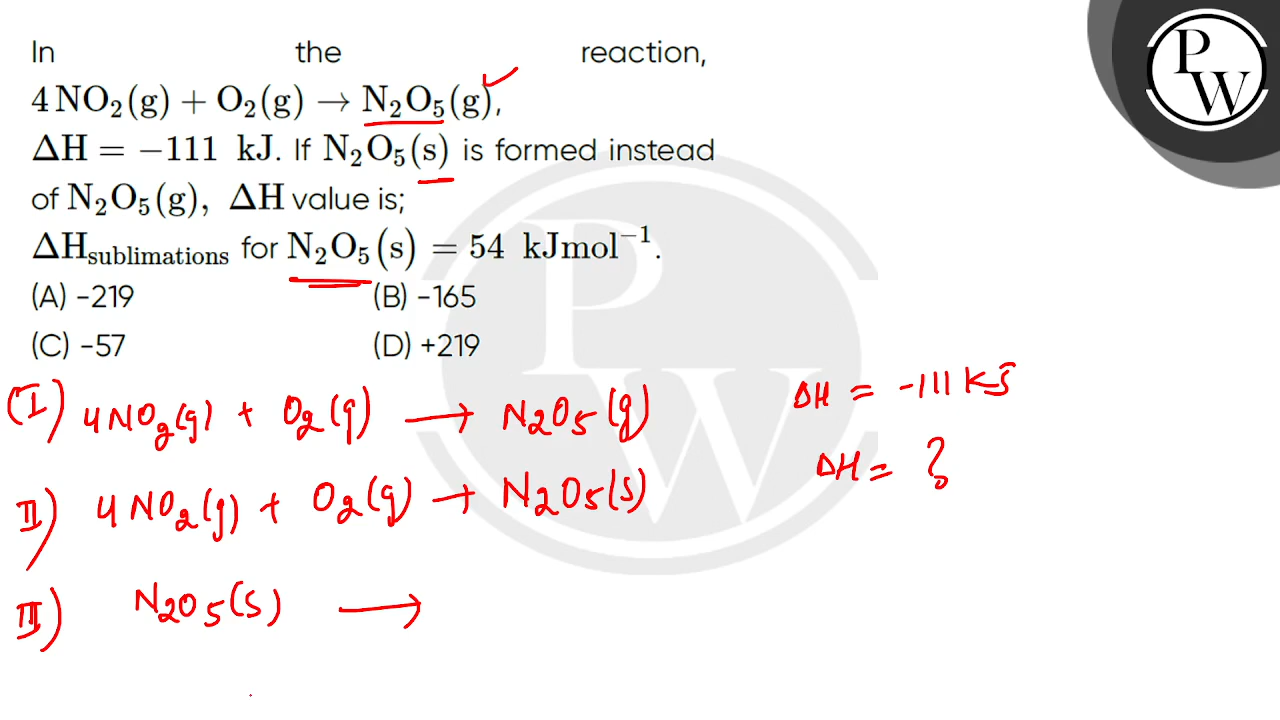 In the reaction,
4 NO₂(g) + O₂(g) → N₂O₅(g),
ΔH = −111 kJ. If N₂O₅(s) is formed instead
of N₂O₅(g), ΔH value is;
ΔH_sublimations for N₂O₅(s) = 54 kJmol⁻¹.
(A) -219 (B) -165
(C) -57 (D) +219
(I) 4NO₂(g) + O₂(g) → N₂O₅(g) ΔH = -111 KJ
II) 4NO₂(g) + O₂(g) → N₂O₅(s) ΔH = ?
III) N₂O₅(s) →
P
W
P
W